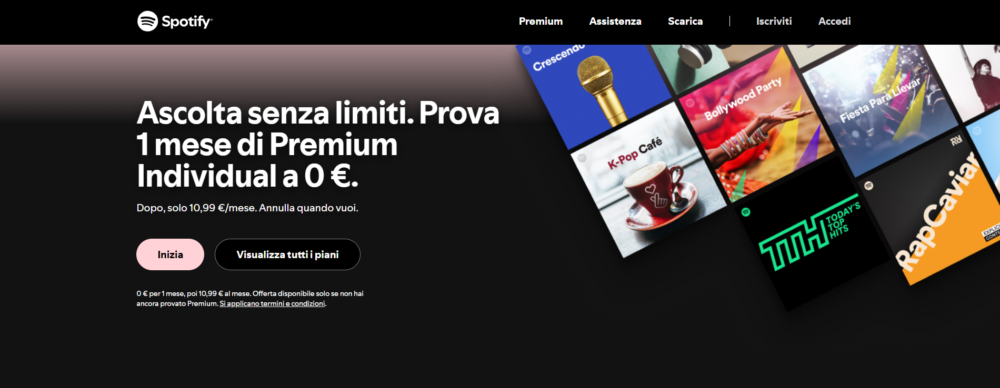 Spotify®
Premium
Assistenza
Scarica
Iscriviti
Accedi
Ascolta senza limiti. Prova
1 mese di Premium
Individual a 0 €.
Dopo, solo 10,99 €/mese. Annulla quando vuoi.
Inizia
Visualizza tutti i piani
0 € per 1 mese, poi 10,99 € al mese. Offerta disponibile solo se non hai
ancora provato Premium. Si applicano termini e condizioni.
Crescendo
Bollywood Party
Fiesta Para Llevar
K-Pop Café
TTH
TODAY'S
TOP
HITS
RapCaviar